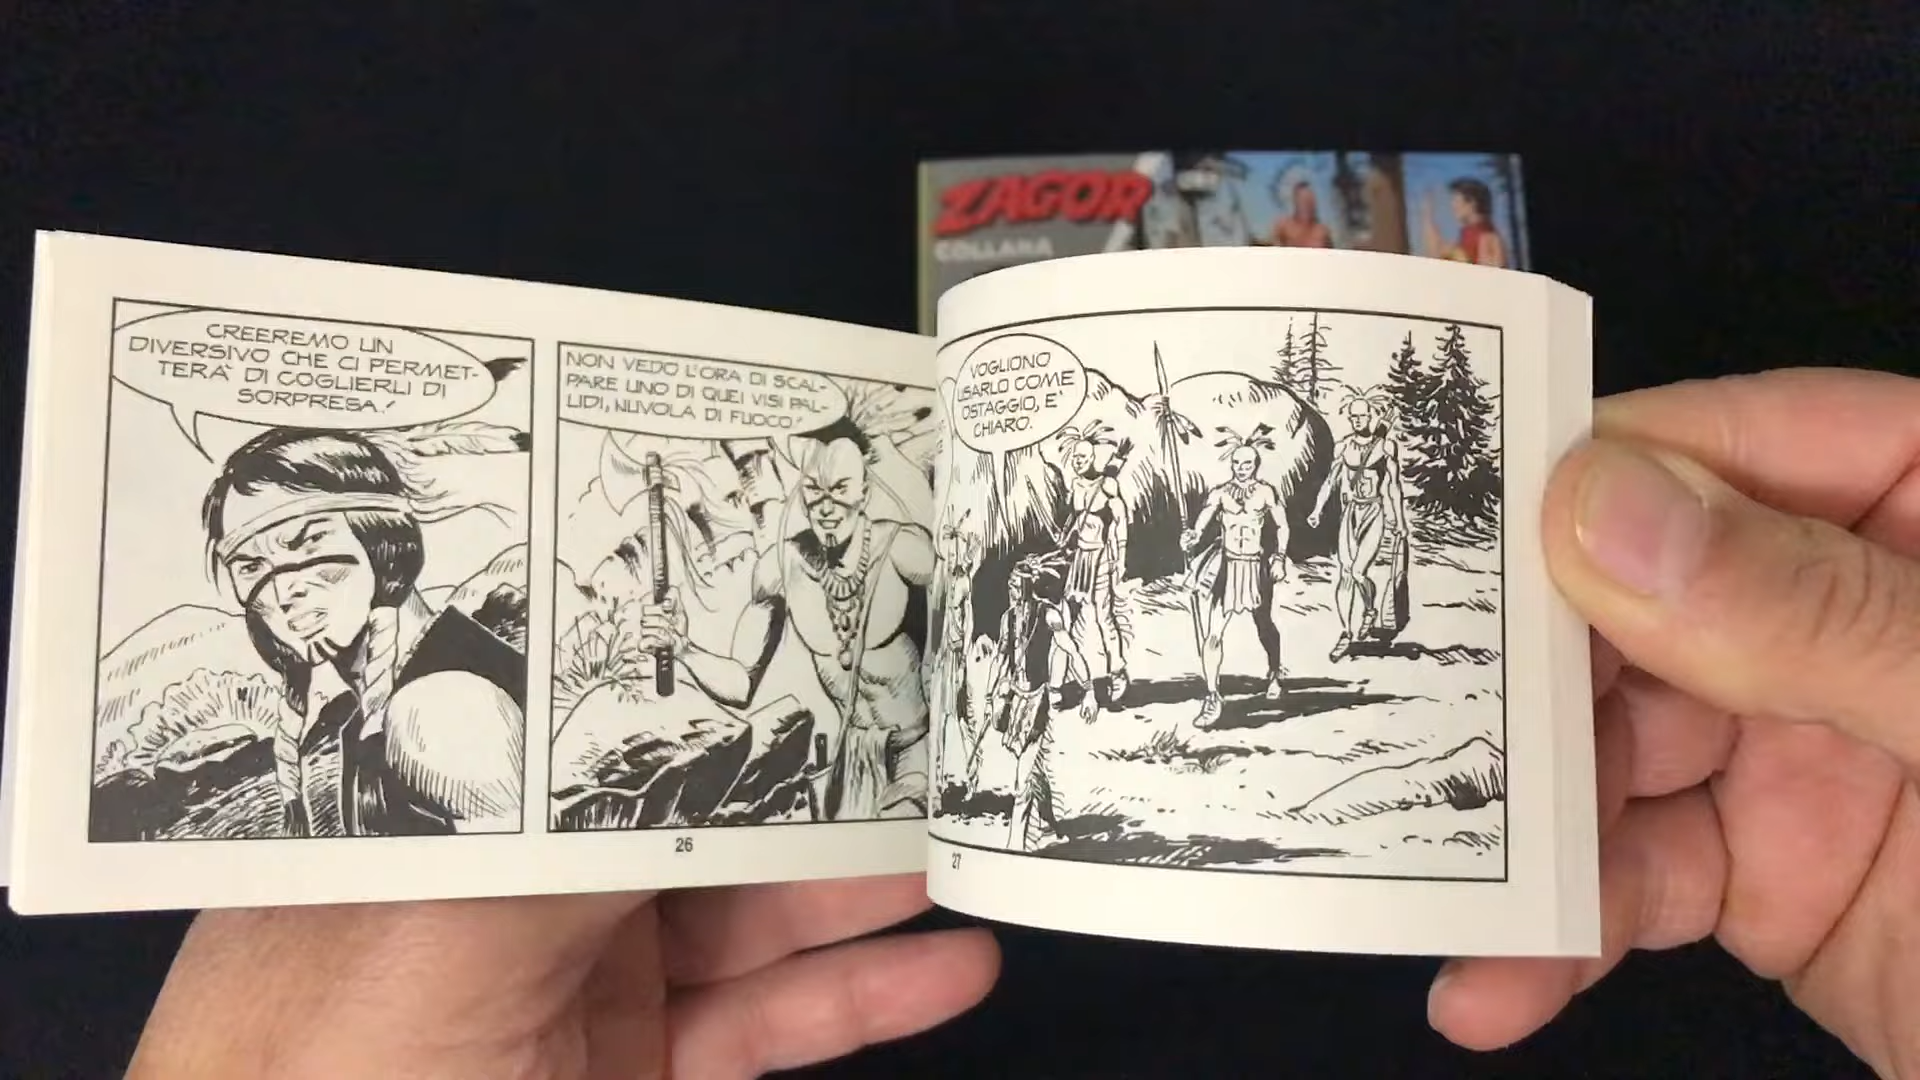 ZAGOR
COLLANA
CREEREMO UN
DIVERSIVO CHE CI PERMET-
TERÀ DI COGLIERLI DI
SORPRESA!
NON VEDO L'ORA DI SCAL-
PARE UNO DI QUEI VISI PAL-
LIDI, NUVOLA DI FUOCO!
26
VOGLIONO
USARLO COME
OSTAGGIO, E'
CHIARO.
27